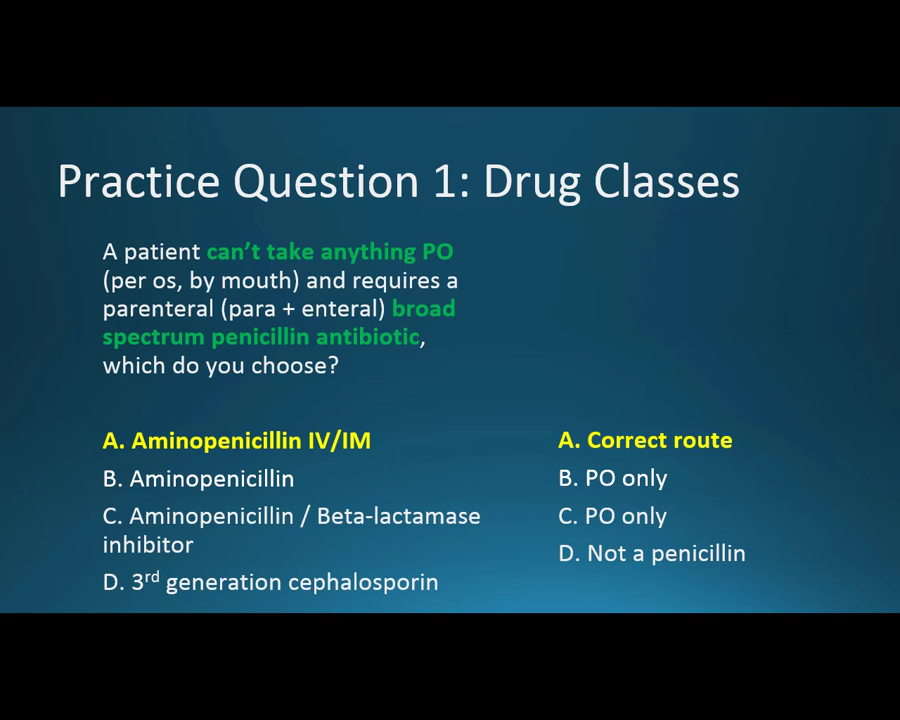 Practice Question 1: Drug Classes
A patient can't take anything PO
(per os, by mouth) and requires a
parenteral (para + enteral) broad
spectrum penicillin antibiotic,
which do you choose?
A. Aminopenicillin IV/IM
B. Aminopenicillin
C. Aminopenicillin / Beta-lactamase
inhibitor
D. 3rd generation cephalosporin
A. Correct route
B. PO only
C. PO only
D. Not a penicillin